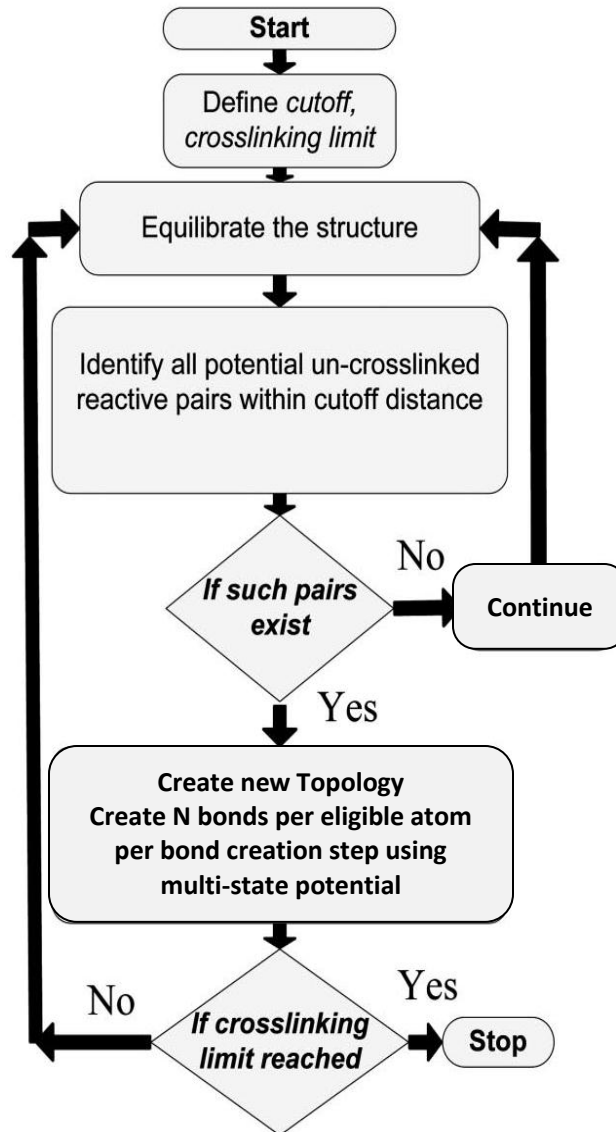 Start
Define cutoff,
crosslinking limit
Equilibrate the structure
Identify all potential un-crosslinked
reactive pairs within cutoff distance
If such pairs
exist
No
Continue
Yes
Create new Topology
Create N bonds per eligible atom
per bond creation step using
multi-state potential
No
If crosslinking
limit reached
Yes
Stop